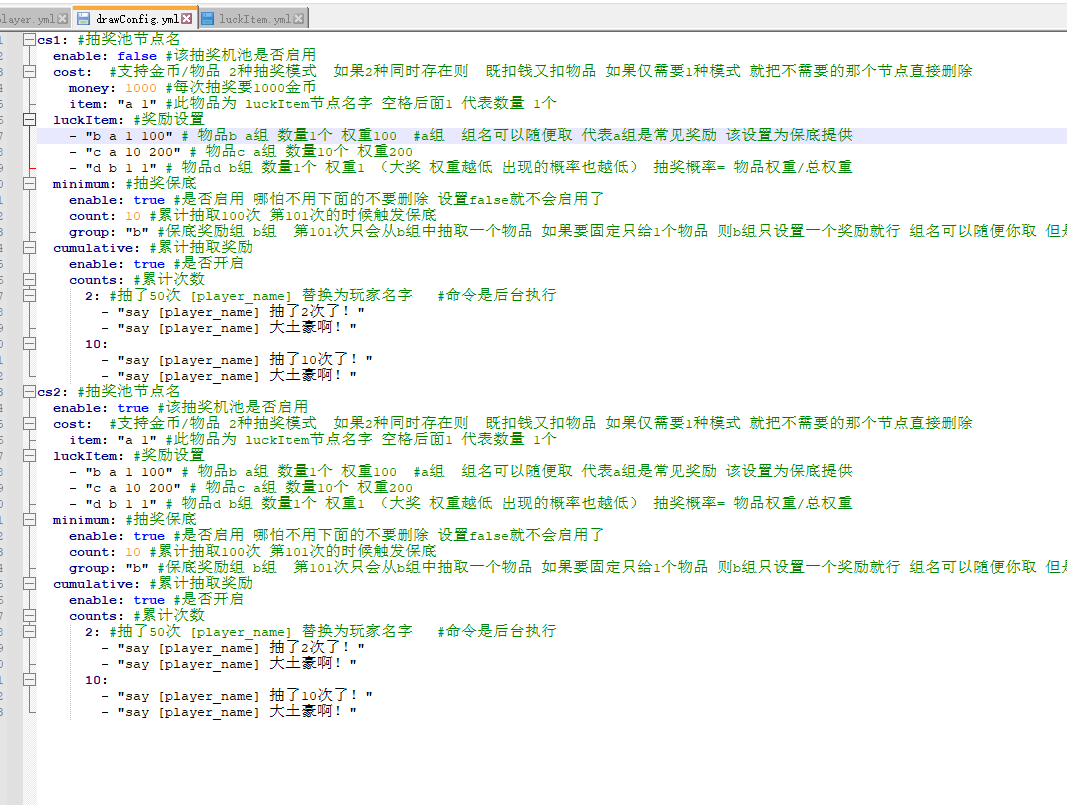 layer.yml drawConfig.yml luckItem.yml
cs1: #抽奖池节点名
enable: false #该抽奖机池是否启用
cost:  #支持金币/物品 2种抽奖模式  如果2种同时存在则  既扣钱又扣物品 如果仅需要1种模式 就把不需要的那个节点直接删除
money: 1000 #每次抽奖要1000金币
item: "a 1" #此物品为 luckItem节点名字 空格后面1 代表数量 1个
luckItem: #奖励设置
- "b a 1 100" # 物品b a组 数量1个 权重100  #a组  组名可以随便取 代表a组是常见奖励 该设置为保底提供
- "c a 10 200" # 物品c a组 数量10个 权重200
- "d b 1 1" # 物品d b组 数量1个 权重1 （大奖 权重越低 出现的概率也越低） 抽奖概率= 物品权重/总权重
minimum: #抽奖保底
enable: true #是否启用 哪怕不用下面的不要删除 设置false就不会启用了
count: 10 #累计抽取100次 第101次的时候触发保底
group: "b" #保底奖励组 b组  第101次只会从b组中抽取一个物品 如果要固定只给1个物品 则b组只设置一个奖励就行 组名可以随便你取 但是
cumulative: #累计抽取奖励
enable: true #是否开启
counts: #累计次数
2: #抽了50次 [player_name] 替换为玩家名字   #命令是后台执行
- "say [player_name] 抽了2次了！"
- "say [player_name] 大土豪啊！"
10:
- "say [player_name] 抽了10次了！"
- "say [player_name] 大土豪啊！"
cs2: #抽奖池节点名
enable: true #该抽奖机池是否启用
cost:  #支持金币/物品 2种抽奖模式  如果2种同时存在则  既扣钱又扣物品 如果仅需要1种模式 就把不需要的那个节点直接删除
item: "a 1" #此物品为 luckItem节点名字 空格后面1 代表数量 1个
luckItem: #奖励设置
- "b a 1 100" # 物品b a组 数量1个 权重100  #a组  组名可以随便取 代表a组是常见奖励 该设置为保底提供
- "c a 10 200" # 物品c a组 数量10个 权重200
- "d b 1 1" # 物品d b组 数量1个 权重1 （大奖 权重越低 出现的概率也越低） 抽奖概率= 物品权重/总权重
minimum: #抽奖保底
enable: true #是否启用 哪怕不用下面的不要删除 设置false就不会启用了
count: 10 #累计抽取100次 第101次的时候触发保底
group: "b" #保底奖励组 b组  第101次只会从b组中抽取一个物品 如果要固定只给1个物品 则b组只设置一个奖励就行 组名可以随便你取 但是
cumulative: #累计抽取奖励
enable: true #是否开启
counts: #累计次数
2: #抽了50次 [player_name] 替换为玩家名字   #命令是后台执行
- "say [player_name] 抽了2次了！"
- "say [player_name] 大土豪啊！"
10:
- "say [player_name] 抽了10次了！"
- "say [player_name] 大土豪啊！"